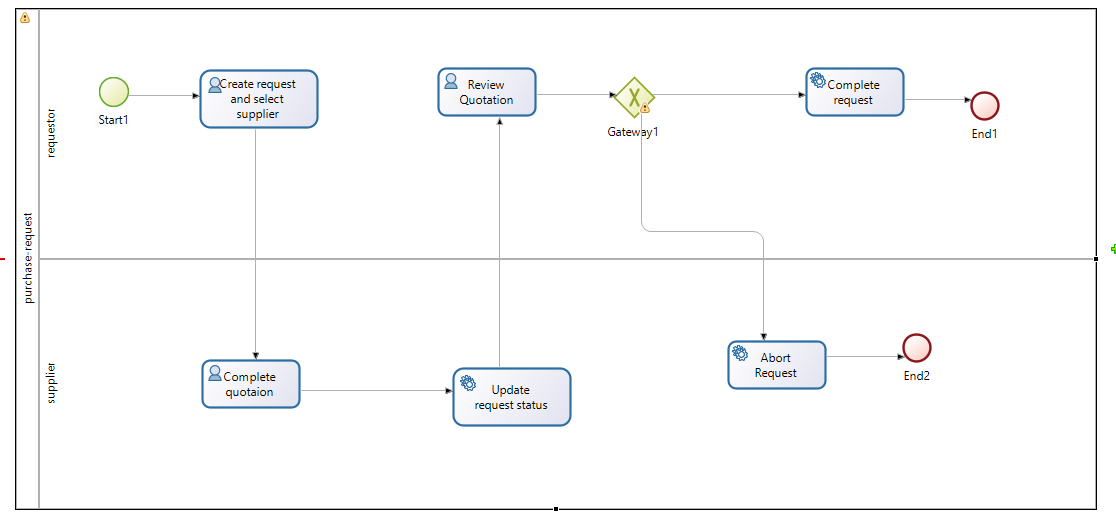 purchase-request
requestor
Start1
Create request
and select
supplier
Review
Quotation
Gateway1
Complete
request
End1
supplier
Complete
quotaion
Update
request status
Abort
Request
End2